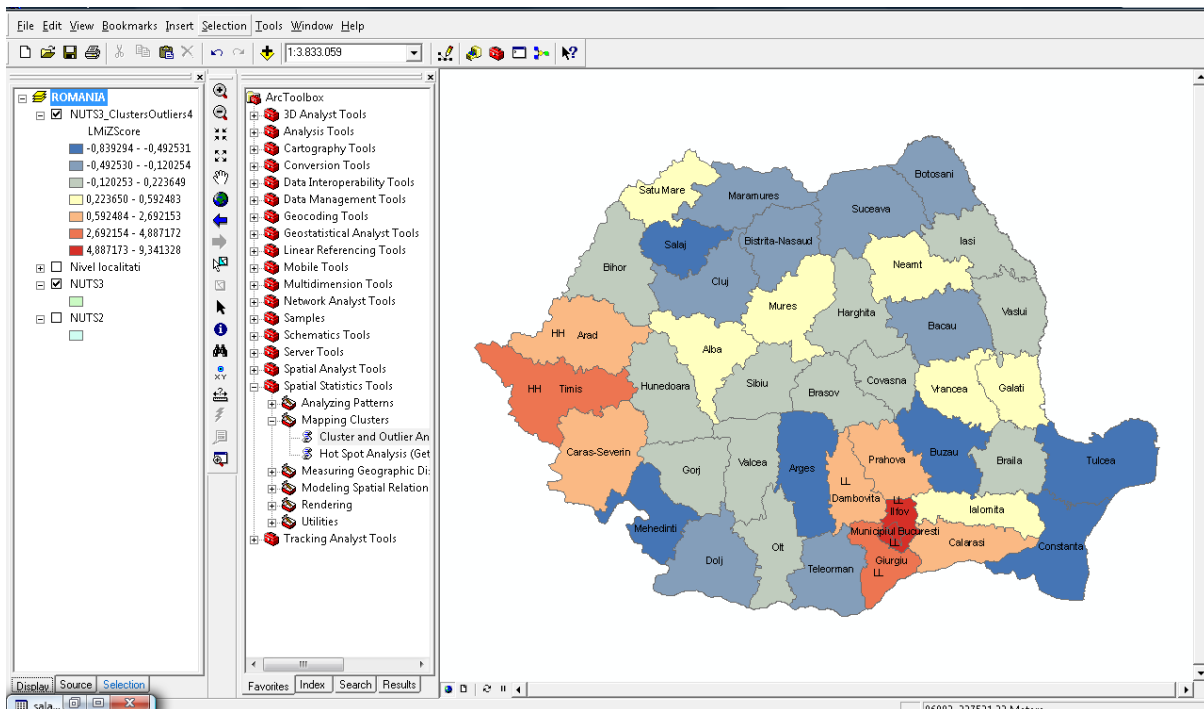 File Edit View Bookmarks Insert Selection Tools Window Help
1:3.833.059
ROMANIA
NUTS3_ClustersOutliers4
LMiZScore
-0,839294 - -0,492531
-0,492530 - -0,120254
-0,120253 - 0,223649
0,223650 - 0,592483
0,592484 - 2,692153
2,692154 - 4,887172
4,887173 - 9,341328
Nivel localitati
NUTS3
NUTS2
Display Source Selection
sala...
XY
ArcToolbox
3D Analyst Tools
Analysis Tools
Cartography Tools
Conversion Tools
Data Interoperability Tools
Data Management Tools
Geocoding Tools
Geostatistical Analyst Tools
Linear Referencing Tools
Mobile Tools
Multidimension Tools
Network Analyst Tools
Samples
Schematics Tools
Server Tools
Spatial Analyst Tools
Spatial Statistics Tools
Analyzing Patterns
Mapping Clusters
Cluster and Outlier An
Hot Spot Analysis (Get
Measuring Geographic Di
Modeling Spatial Relation
Rendering
Utilities
Tracking Analyst Tools
Favorites Index Search Results
Botosani
Satu Mare
Maramures
Suceava
Salaj
Bistrita-Nasaud
Iasi
Bihor
Cluj
Neamt
Mures
Harghita
Vaslui
HH Arad
Bacau
Alba
HH Timis
Hunedoara
Sibiu
Brasov
Covasna
Vrancea
Galati
Caras-Severin
Gorj
Valcea
Arges
Prahova
Buzau
Braila
Tulcea
LL
Dambovita
LL
Ilfov
Ialomita
Mehedinti
Municipiul Bucuresti
LL
Calarasi
Constanta
Dolj
Olt
Teleorman
Giurgiu
LL